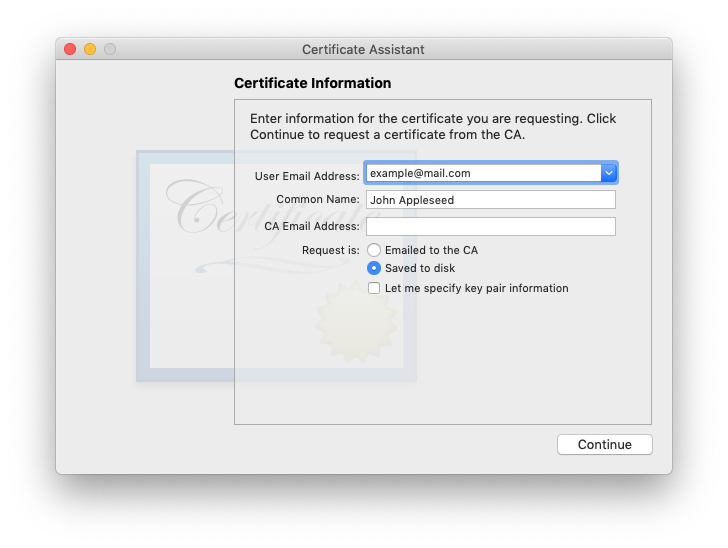 Certificate Assistant
Certificate Information
Enter information for the certificate you are requesting. Click
Continue to request a certificate from the CA.
Certificate
User Email Address: example@mail.com
Common Name: John Appleseed
CA Email Address:
Request is: Emailed to the CA
Saved to disk
Let me specify key pair information
Continue